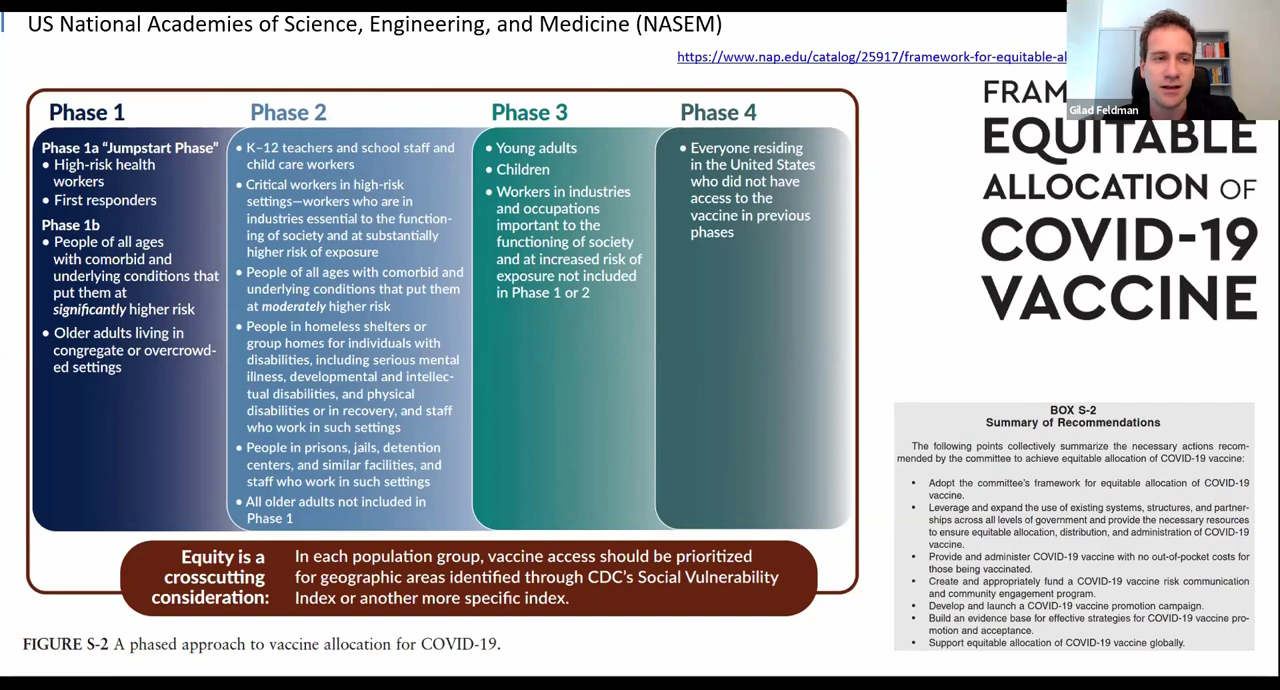 US National Academies of Science, Engineering, and Medicine (NASEM)
https://www.nap.edu/catalog/25917/framework-for-equitable-al
Gilad Feldman
FRAM
EQUITABLE
ALLOCATION OF
COVID-19
VACCINE
Phase 1
Phase 1a “Jumpstart Phase”
• High-risk health
workers
• First responders
Phase 1b
• People of all ages
with comorbid and
underlying conditions that
put them at
significantly higher risk
• Older adults living in
congregate or overcrowd-
ed settings
Phase 2
• K–12 teachers and school staff and
child care workers
• Critical workers in high-risk
settings—workers who are in
industries essential to the function-
ing of society and at substantially
higher risk of exposure
• People of all ages with comorbid and
underlying conditions that put them
at moderately higher risk
• People in homeless shelters or
group homes for individuals with
disabilities, including serious mental
illness, developmental and intellec-
tual disabilities, and physical
disabilities or in recovery, and staff
who work in such settings
• People in prisons, jails, detention
centers, and similar facilities, and
staff who work in such settings
• All older adults not included in
Phase 1
Phase 3
• Young adults
• Children
• Workers in industries
and occupations
important to the
functioning of society
and at increased risk of
exposure not included
in Phase 1 or 2
Phase 4
• Everyone residing
in the United States
who did not have
access to the
vaccine in previous
phases
Equity is a
crosscutting
consideration:
In each population group, vaccine access should be prioritized
for geographic areas identified through CDC’s Social Vulnerability
Index or another more specific index.
FIGURE S-2 A phased approach to vaccine allocation for COVID-19.
BOX S-2
Summary of Recommendations
The following points collectively summarize the necessary actions recom-
mended by the committee to achieve equitable allocation of COVID-19 vaccine:
• Adopt the committee’s framework for equitable allocation of COVID-19
vaccine.
• Leverage and expand the use of existing systems, structures, and partner-
ships across all levels of government and provide the necessary resources
to ensure equitable allocation, distribution, and administration of COVID-19
vaccine.
• Provide and administer COVID-19 vaccine with no out-of-pocket costs for
those being vaccinated.
• Create and appropriately fund a COVID-19 vaccine risk communication
and community engagement program.
• Develop and launch a COVID-19 vaccine promotion campaign.
• Build an evidence base for effective strategies for COVID-19 vaccine pro-
motion and acceptance.
• Support equitable allocation of COVID-19 vaccine globally.